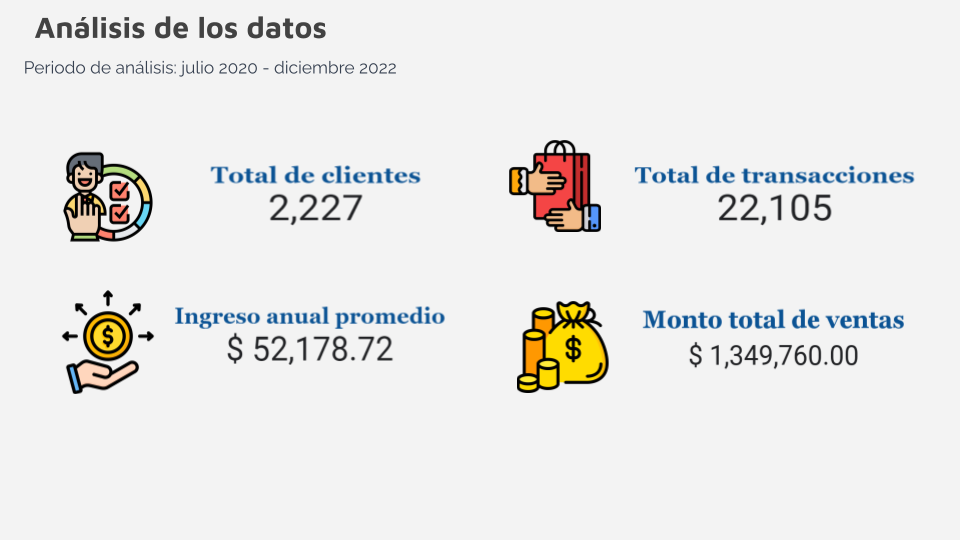 Análisis de los datos
Periodo de análisis: julio 2020 - diciembre 2022
Total de clientes
2,227
Total de transacciones
22,105
Ingreso anual promedio
$ 52,178.72
Monto total de ventas
$ 1,349,760.00
$
$